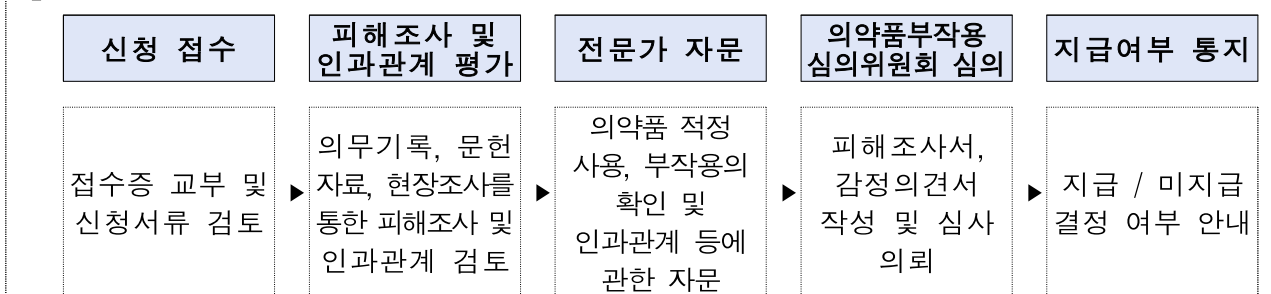 신청 접수
피해조사 및
인과관계 평가
전문가 자문
의약품부작용
심의위원회 심의
지급여부 통지
접수증 교부 및
신청서류 검토
▶
의무기록, 문헌
자료, 현장조사를
통한 피해조사 및
인과관계 검토
▶
의약품 적정
사용, 부작용의
확인 및
인과관계 등에
관한 자문
▶
피해조사서,
감정의견서
작성 및 심사
의뢰
▶
지급 / 미지급
결정 여부 안내